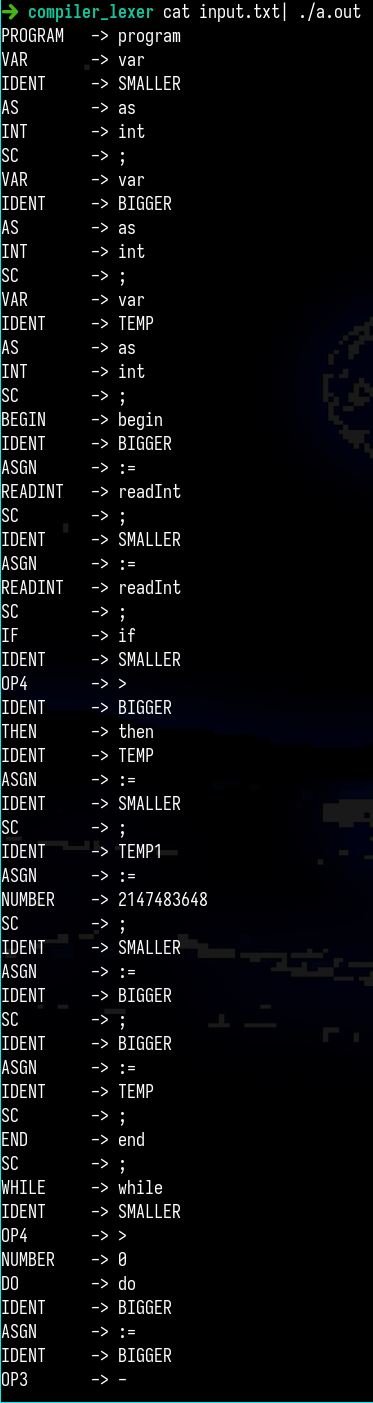 ➜ compiler_lexer cat input.txt| ./a.out
PROGRAM -> program
VAR -> var
IDENT -> SMALLER
AS -> as
INT -> int
SC -> ;
VAR -> var
IDENT -> BIGGER
AS -> as
INT -> int
SC -> ;
VAR -> var
IDENT -> TEMP
AS -> as
INT -> int
SC -> ;
BEGIN -> begin
IDENT -> BIGGER
ASGN -> :=
READINT -> readInt
SC -> ;
IDENT -> SMALLER
ASGN -> :=
READINT -> readInt
SC -> ;
IF -> if
IDENT -> SMALLER
OP4 -> >
IDENT -> BIGGER
THEN -> then
IDENT -> TEMP
ASGN -> :=
IDENT -> SMALLER
SC -> ;
IDENT -> TEMP1
ASGN -> :=
NUMBER -> 2147483648
SC -> ;
IDENT -> SMALLER
ASGN -> :=
IDENT -> BIGGER
SC -> ;
IDENT -> BIGGER
ASGN -> :=
IDENT -> TEMP
SC -> ;
END -> end
SC -> ;
WHILE -> while
IDENT -> SMALLER
OP4 -> >
NUMBER -> 0
DO -> do
IDENT -> BIGGER
ASGN -> :=
IDENT -> BIGGER
OP3 -> -